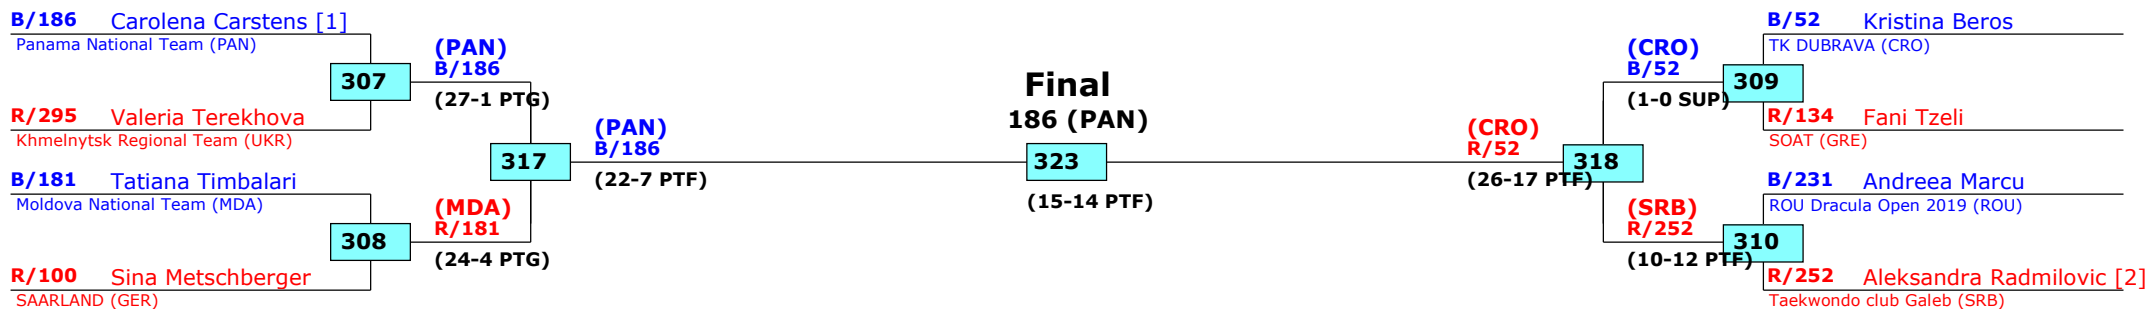 B/186 Carolena Carstens [1]
Panama National Team (PAN)
307
R/295 Valeria Terekhova
Khmelnytsk Regional Team (UKR)
(PAN)
B/186
(27-1 PTG)
B/181 Tatiana Timbalari
Moldova National Team (MDA)
308
R/100 Sina Metschberger
SAARLAND (GER)
(MDA)
R/181
(24-4 PTG)
317
(PAN)
B/186
(22-7 PTF)
Final
186 (PAN)
323
(15-14 PTF)
(CRO)
R/52
(26-17 PTF)
318
(CRO)
B/52
(1-0 SUP)
309
B/52 Kristina Beros
TK DUBRAVA (CRO)
R/134 Fani Tzeli
SOAT (GRE)
(SRB)
R/252
(10-12 PTF)
310
B/231 Andreea Marcu
ROU Dracula Open 2019 (ROU)
R/252 Aleksandra Radmilovic [2]
Taekwondo club Galeb (SRB)